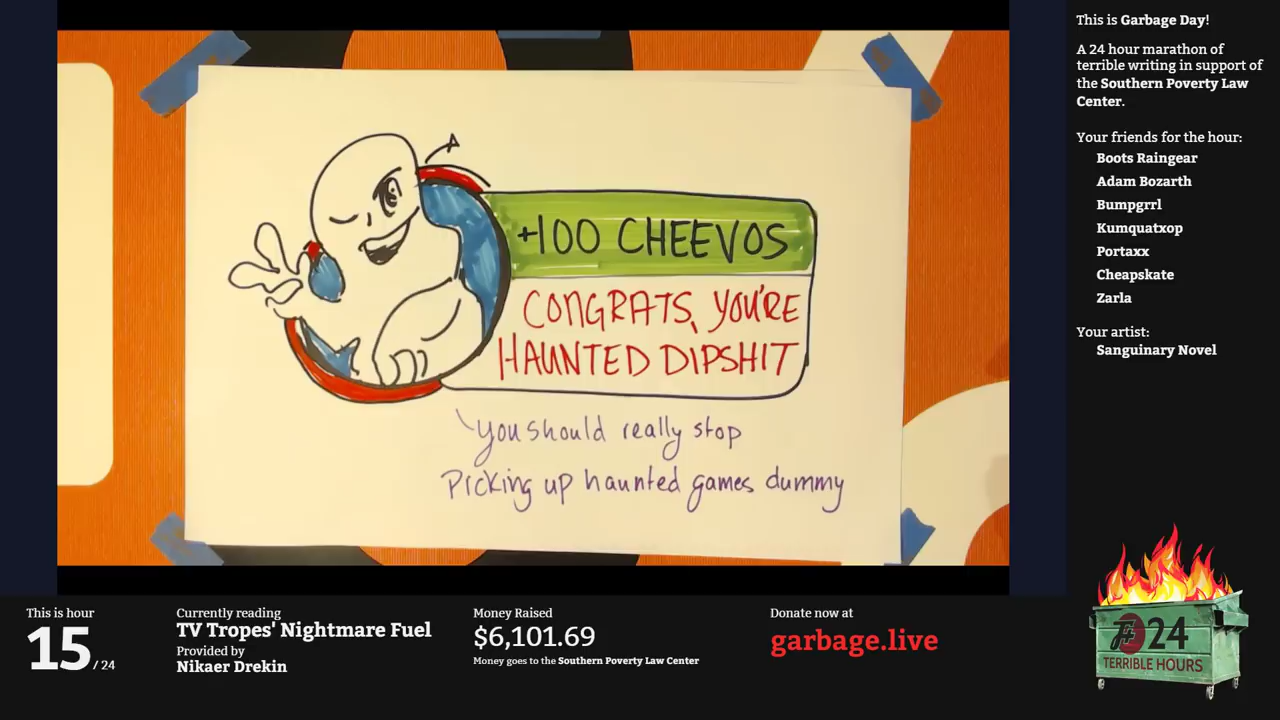 +100 CHEEVOS
CONGRATS, YOU'RE
HAUNTED DIPSHIT
you should really stop
picking up haunted games dummy
This is Garbage Day!
A 24 hour marathon of
terrible writing in support of
the Southern Poverty Law
Center.
Your friends for the hour:
Boots Raingear
Adam Bozarth
Bumpgrrl
Kumquatxop
Portaxx
Cheapskate
Zarla
Your artist:
Sanguinary Novel
This is hour
15 / 24
Currently reading
TV Tropes' Nightmare Fuel
Provided by
Nikaer Drekin
Money Raised
$6,101.69
Money goes to the Southern Poverty Law Center
Donate now at
garbage.live
24
TERRIBLE HOURS